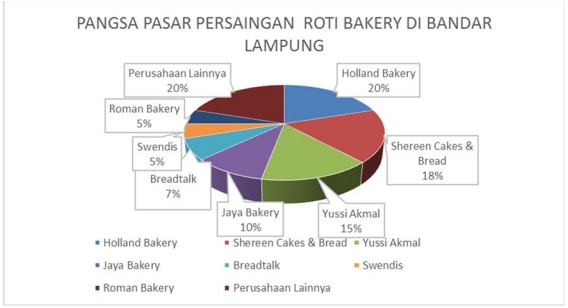 PANGSA PASAR PERSAINGAN ROTI BAKERY DI BANDAR
LAMPUNG
Perusahaan Lainnya
20%
Holland Bakery
20%
Roman Bakery
5%
Shereen Cakes &
Bread
18%
Swendis
5%
Breadtalk
7%
Jaya Bakery
10%
Yussi Akmal
15%
Holland Bakery
Shereen Cakes & Bread
Yussi Akmal
Jaya Bakery
Breadtalk
Swendis
Roman Bakery
Perusahaan Lainnya